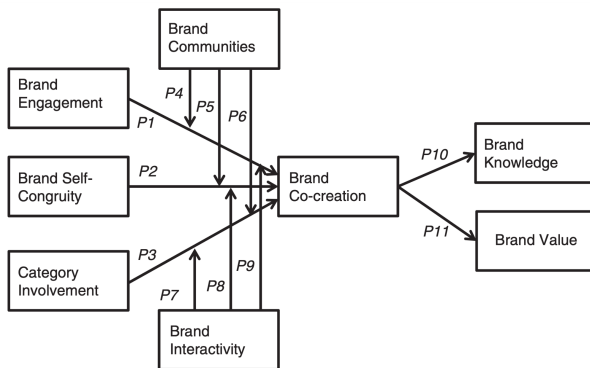 Brand
Communities
Brand
Engagement
P4
P5
P6
P1
Brand Self-
Congruity
P2
Brand
Co-creation
P10
Brand
Knowledge
P11
Brand Value
P3
Category
Involvement
P7
P8
P9
Brand
Interactivity